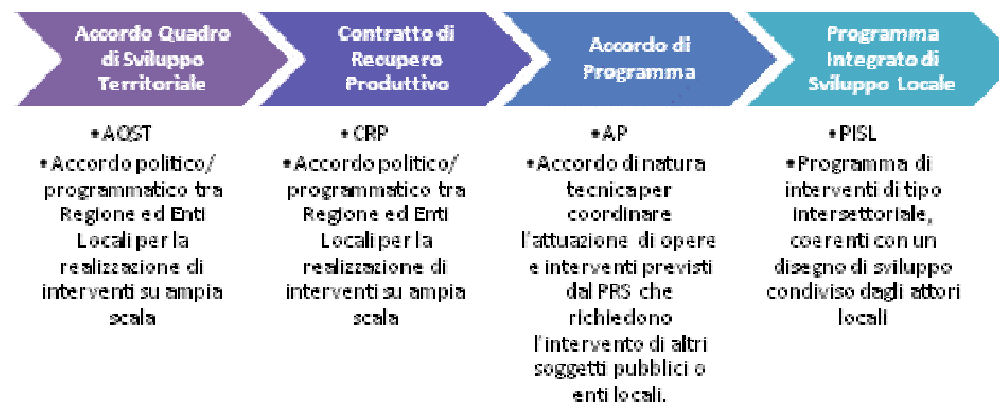 Accordo Quadro
di Sviluppo
Territoriale
• AQST
• Accordo politico/
programmatico tra
Regione ed Enti
Locali per la
realizzazione di
interventi su ampia
scala
Contratto di
Recupero
Produttivo
• CRP
• Accordo politico/
programmatico tra
Regione ed Enti
Locali per la
realizzazione di
interventi su ampia
scala
Accordo di
Programma
• AP
• Accordo di natura
tecnica per
coordinare
l'attuazione di opere
e interventi previsti
dal PRS che
richiedono
l'intervento di altri
soggetti pubblici o
enti locali.
Programma
Integrato di
Sviluppo Locale
• PISL
• Programma di
interventi di tipo
intersettoriale,
coerenti con un
disegno di sviluppo
condiviso dagli attori
locali